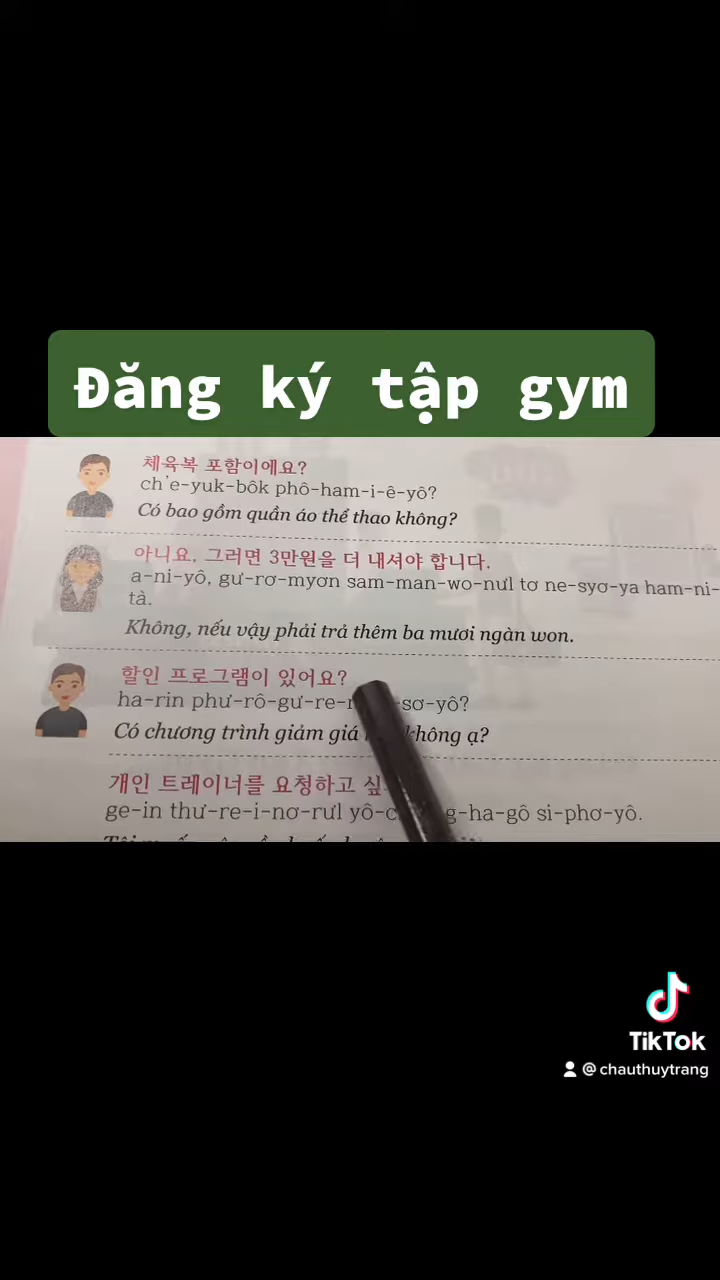 Đăng ký tập gym
체육복 포함이에요?
ch'e-yuk-bôk phô-ham-i-ê-yô?
Có bao gồm quần áo thể thao không?
아니요, 그러면 3만원을 더 내셔야 합니다.
a-ni-yô, gư-rơ-myơn sam-man-wo-nưl tơ ne-syơ-ya ham-ni-
tà.
Không, nếu vậy phải trả thêm ba mươi ngàn won.
할인 프로그램이 있어요?
ha-rin phư-rô-gư-re-m sơ-yô?
Có chương trình giảm giá không ạ?
개인 트레이너를 요청하고
ge-in thư-re-i-nơ-rưl yô-c g-ha-gô si-phơ-yô.
TikTok
@chauthuytrang